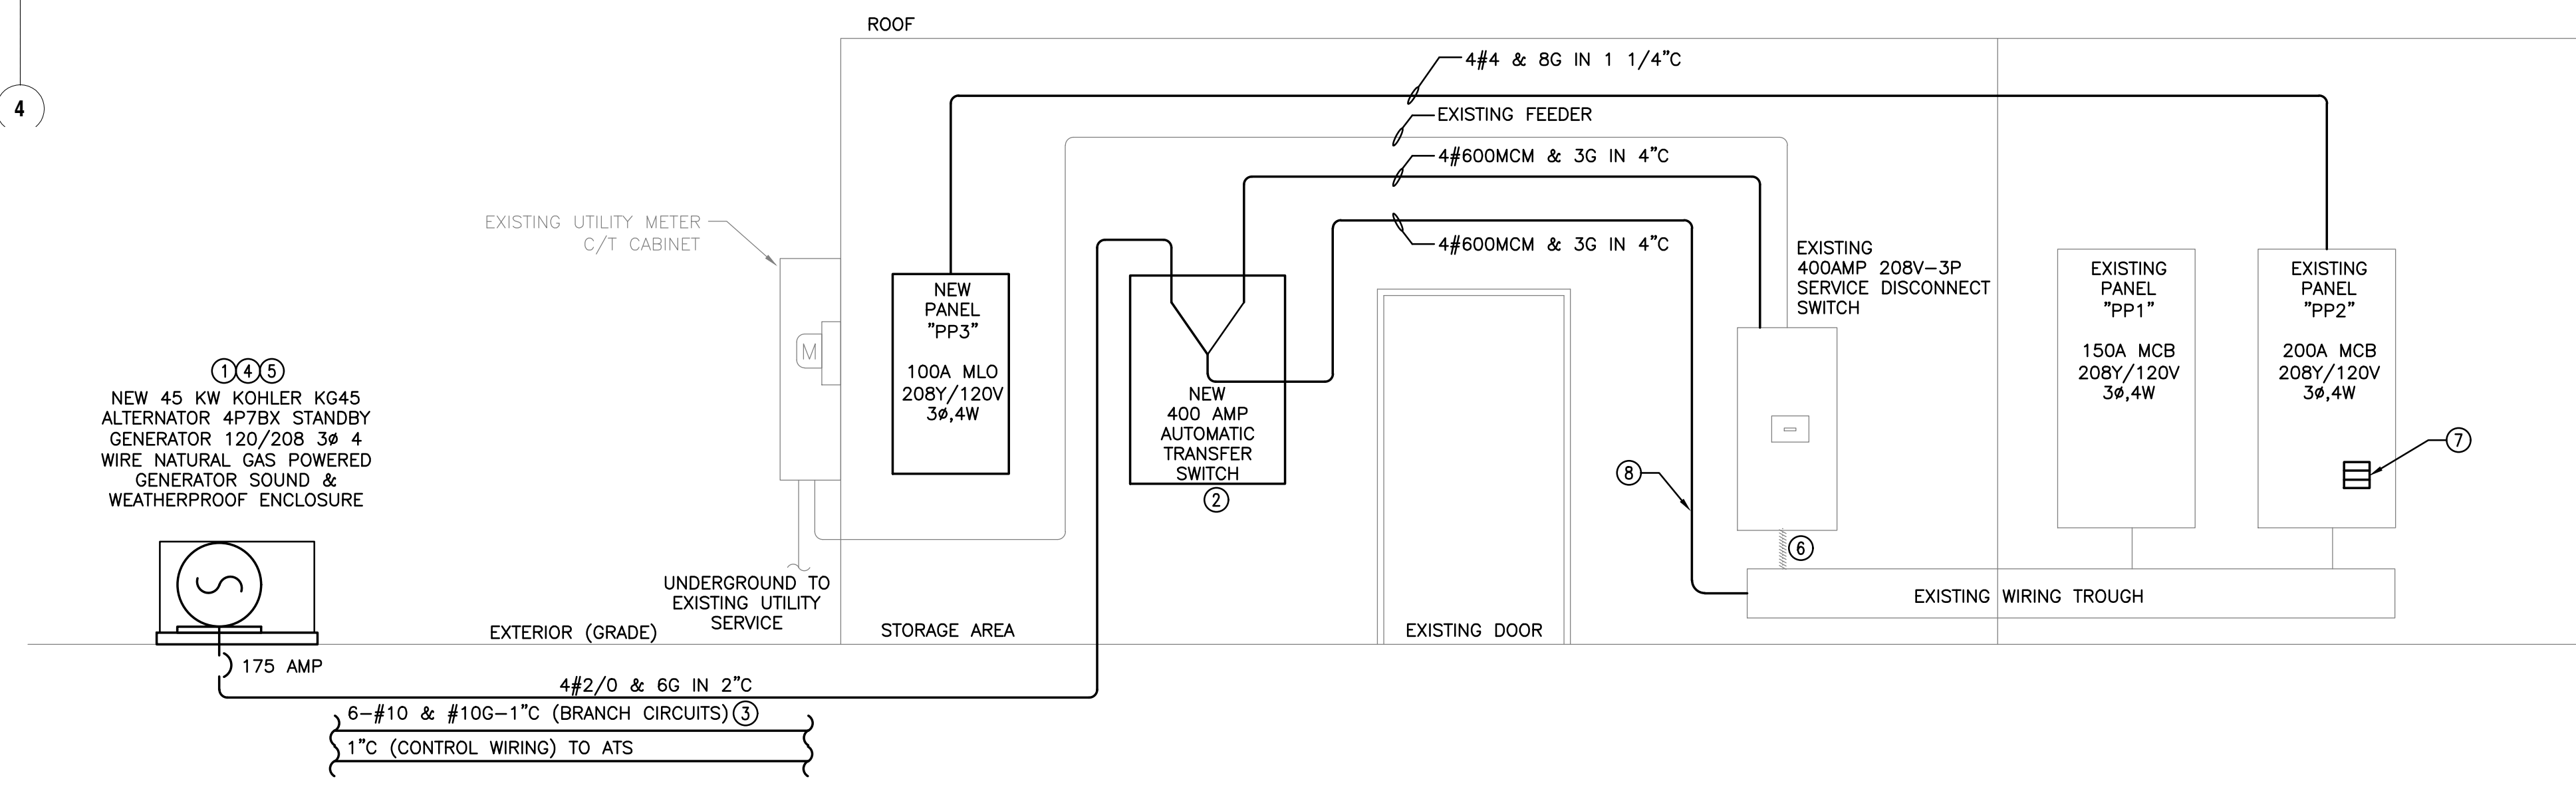 ROOF
4#4 & 8G IN 1 1/4"C
4
EXISTING FEEDER
4#600MCM & 3G IN 4"C
EXISTING UTILITY METER
C/T CABINET
4#600MCM & 3G IN 4"C
EXISTING
400AMP 208V-3P
SERVICE DISCONNECT
SWITCH
M
NEW
PANEL
"PP3"
100A MLO
208Y/120V
3ø,4W
NEW
400 AMP
AUTOMATIC
TRANSFER
SWITCH
2
EXISTING
PANEL
"PP1"
150A MCB
208Y/120V
3ø,4W
EXISTING
PANEL
"PP2"
200A MCB
208Y/120V
3ø,4W
7
8
6
1 4 5
NEW 45 KW KOHLER KG45
ALTERNATOR 4P7BX STANDBY
GENERATOR 120/208 3ø 4
WIRE NATURAL GAS POWERED
GENERATOR SOUND &
WEATHERPROOF ENCLOSURE
UNDERGROUND TO
EXISTING UTILITY
SERVICE
EXISTING WIRING TROUGH
EXTERIOR (GRADE)
STORAGE AREA
EXISTING DOOR
175 AMP
4#2/0 & 6G IN 2"C
6-#10 & #10G-1"C (BRANCH CIRCUITS) 3
1"C (CONTROL WIRING) TO ATS